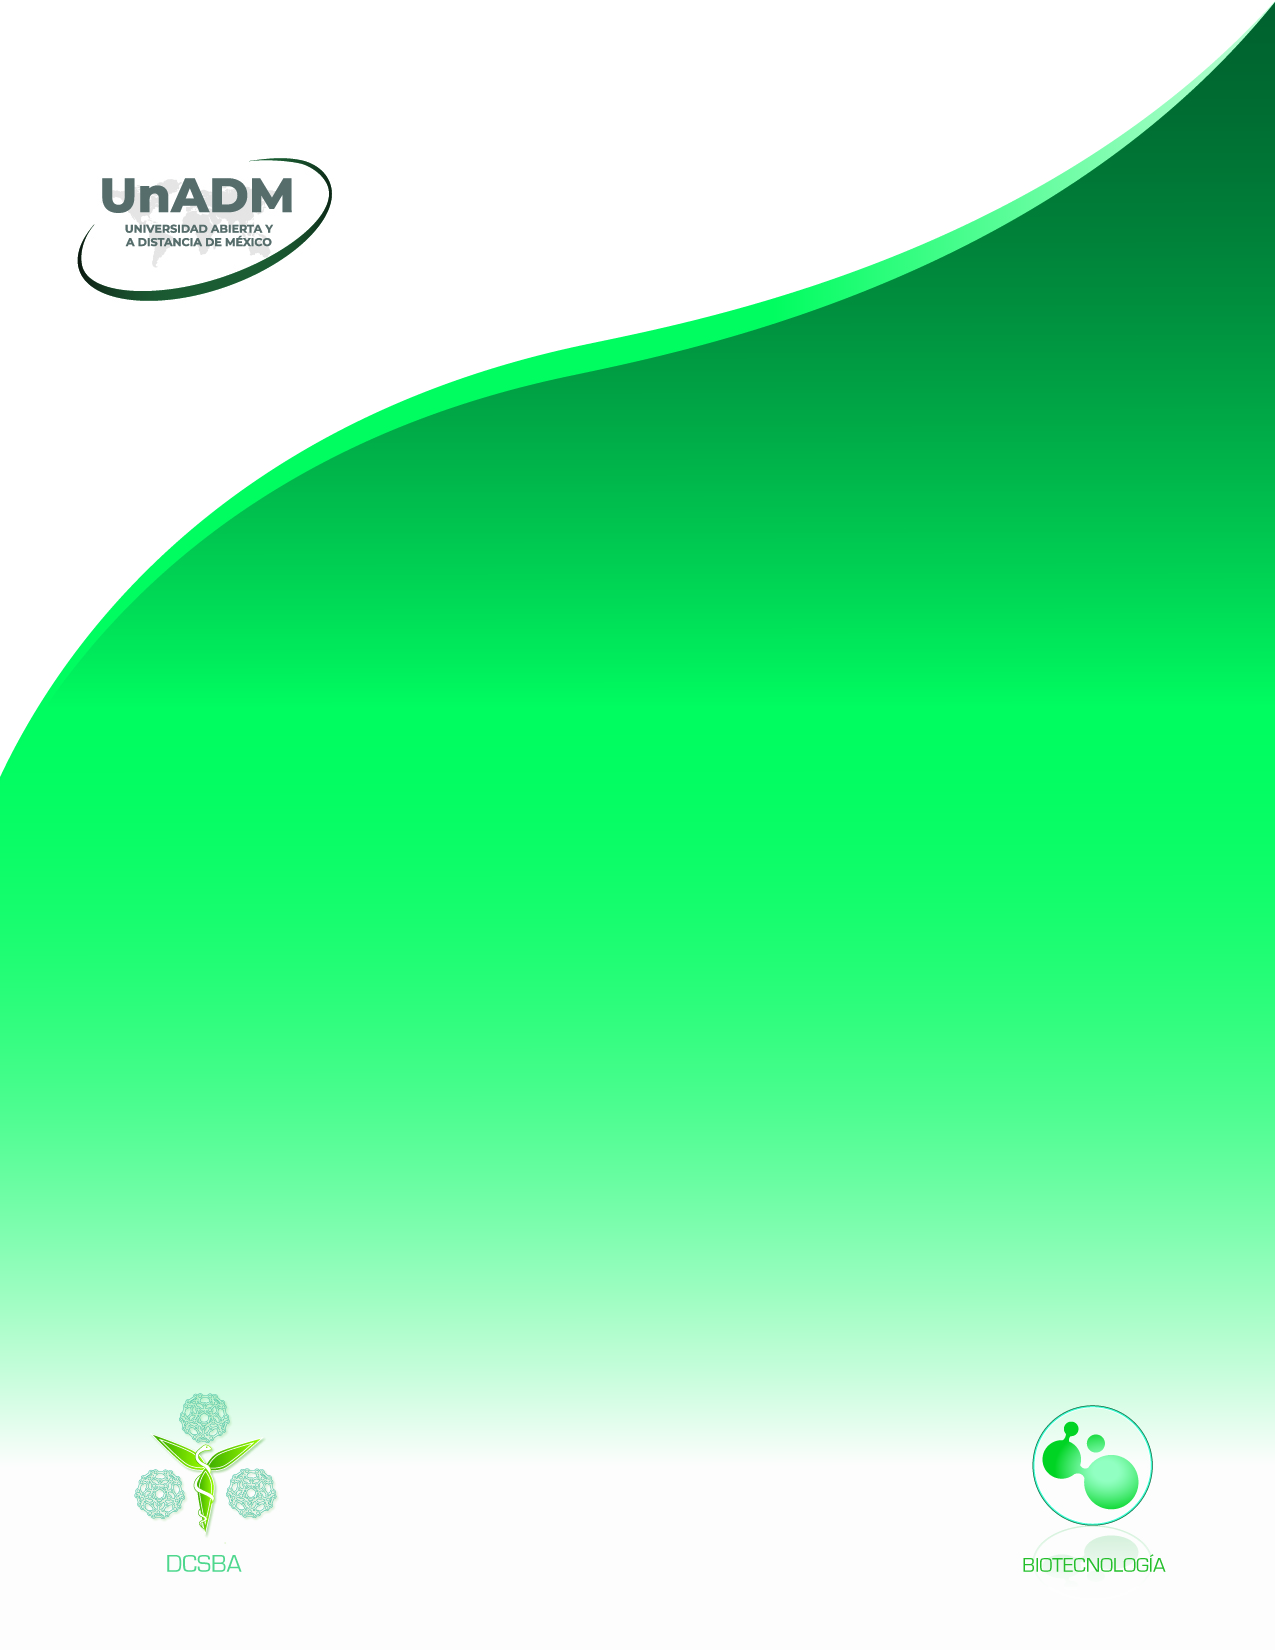 UnADM
UNIVERSIDAD ABIERTA Y
A DISTANCIA DE MÉXICO
DCSBA
BIOTECNOLOGÍA